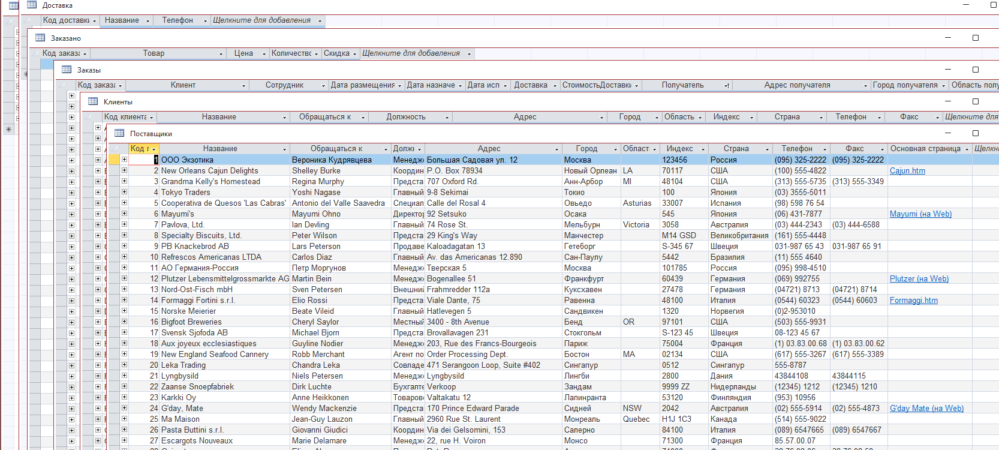 Доставка
Код доставки Название Телефон Щелкните для добавления
Заказано
Код заказа Товар Цена Количество Скидка Щелкните для добавления
Заказы
Код заказа Клиент Сотрудник Дата размещения Дата назначе Дата исп Доставка СтоимостьДоставки Получатель Адрес получателя Город получателя Область полу
Клиенты
Код клиента Название Обращаться к Должность Адрес Город Область Индекс Страна Телефон Факс Щелкните для
Поставщики
Код п Название Обращаться к Должн Адрес Город Област Индекс Страна Телефон Факс Основная страница Щелкн
1 ООО Экзотика Вероника Кудрявцева Менедж Большая Садовая ул. 12 Москва 123456 Россия (095) 325-2222 (095) 325-2222
2 New Orleans Cajun Delights Shelley Burke Координ P.O. Box 78934 Новый Орлеан LA 70117 США (100) 555-4822 Cajun.htm
3 Grandma Kelly's Homestead Regina Murphy Предста 707 Oxford Rd. Анн-Арбор MI 48104 США (313) 555-5735 (313) 555-3349
4 Tokyo Traders Yoshi Nagase Главный 9-8 Sekimai Токио 100 Япония (03) 3555-5011
5 Cooperativa de Quesos 'Las Cabras' Antonio del Valle Saavedra Специал Calle del Rosal 4 Овьедо Asturias 33007 Испания (98) 598 76 54
6 Mayumi's Mayumi Ohno Директор 92 Setsuko Осака 545 Япония (06) 431-7877 Mayumi (на Web)
7 Pavlova, Ltd. Ian Devling Главный 74 Rose St. Мельбурн Victoria 3058 Австралия (03) 444-2343 (03) 444-6588
8 Specialty Biscuits, Ltd. Peter Wilson Предста 29 King's Way Манчестер M14 GSD Великобритания (161) 555-4448
9 PB Knackebrod AB Lars Peterson Продаве Kaloadagatan 13 Гетеборг S-345 67 Швеция 031-987 65 43 031-987 65 91
10 Refrescos Americanas LTDA Carlos Diaz Главный Av. das Americanas 12.890 Сан-Паулу 5442 Бразилия (11) 555 4640
11 АО Германия-Россия Петр Моргунов Менедж Тверская 5 Москва 101785 Россия (095) 998-4510
12 Plutzer Lebensmittelgrossmarkte AG Martin Bein Менедж Bogenallee 51 Франкфурт 60439 Германия (069) 992755 Plutzer (на Web)
13 Nord-Ost-Fisch mbH Sven Petersen Внешний Frahmredder 112a Куксхавен 27478 Германия (04721) 8713 (04721) 8714
14 Formaggi Fortini s.r.l. Elio Rossi Предста Viale Dante, 75 Равенна 48100 Италия (0544) 60323 (0544) 60603 Formaggi.htm
15 Norske Meierier Beate Vileid Главный Hatlevegen 5 Сандвикен 1320 Норвегия (0)2-953010
16 Bigfoot Breweries Cheryl Saylor Местный 3400 - 8th Avenue Бенд OR 97101 США (503) 555-9931
17 Svensk Sjofoda AB Michael Bjorn Предста Brovallavagen 231 Стокгольм S-123 45 Швеция 08-123 45 67
18 Aux joyeux ecclesiastiques Guyline Nodier Менедж 203, Rue des Francs-Bourgeois Париж 75004 Франция (1) 03.83.00.68 (1) 03.83.00.62
19 New England Seafood Cannery Robb Merchant Агент по Order Processing Dept. Бостон MA 02134 США (617) 555-3267 (617) 555-3389
20 Leka Trading Chandra Leka Совладе 471 Serangoon Loop, Suite #402 Сингапур 0512 Сингапур 555-8787
21 Lyngbysild Niels Petersen Менедж Lyngbysild Лингби 2800 Дания 43844108 43844115
22 Zaanse Snoepfabriek Dirk Luchte Бухгалте Verkoop Зандам 9999 ZZ Нидерланды (12345) 1212 (12345) 1210
23 Karkki Oy Anne Heikkonen Товаров Valtakatu 12 Лапинранта 53120 Финляндия (953) 10956
24 G'day, Mate Wendy Mackenzie Предста 170 Prince Edward Parade Сидней NSW 2042 Австралия (02) 555-5914 (02) 555-4873 G'day Mate (на Web)
25 Ma Maison Jean-Guy Lauzon Главный 2960 Rue St. Laurent Монреаль Quebec H1J 1C3 Канада (514) 555-9022
26 Pasta Buttini s.r.l. Giovanni Giudici Координ Via dei Gelsomini, 153 Салерно 84100 Италия (089) 6547665 (089) 6547667
27 Escargots Nouveaux Marie Delamare Менедж 22, rue H. Voiron Монсо 71300 Франция 85.57.00.07